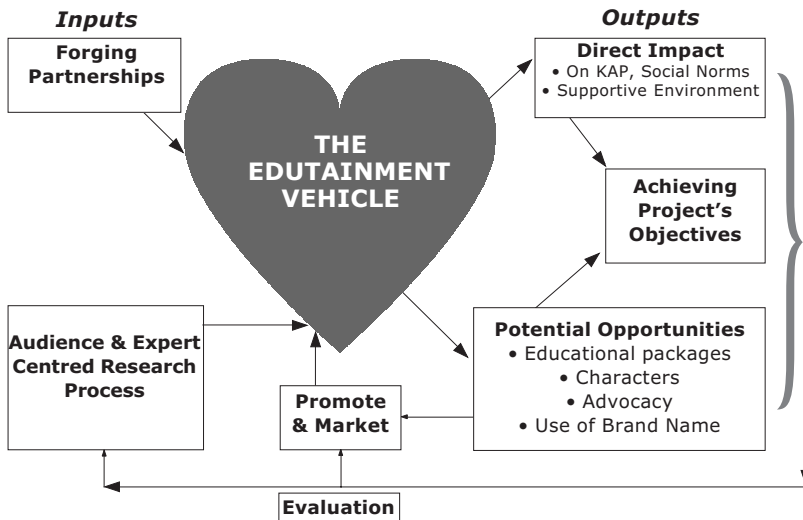 Inputs
Outputs
Forging
Partnerships
THE
EDUTAINMENT
VEHICLE
Direct Impact
• On KAP, Social Norms
• Supportive Environment
Achieving
Project's
Objectives
Audience & Expert
Centred Research
Process
Promote
& Market
Potential Opportunities
• Educational packages
• Characters
• Advocacy
• Use of Brand Name
Evaluation